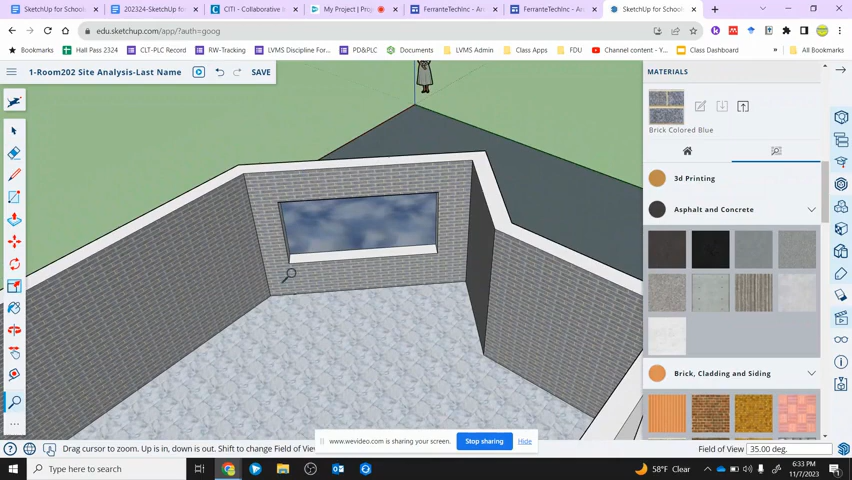 SketchUp for School
202324-SketchUp f
CITI - Collaborative I
My Project | Pro
FerranteTechInc - Ar
FerranteTechInc - Ar
SketchUp for School
edu.sketchup.com/app/?auth=goog
Bookmarks
Hall Pass 2324
CLT-PLC Record
RW-Tracking
LVMS Discipline For...
PD&PLC
Documents
LVMS Admin
Class Apps
FDU
Channel content - Y...
Class Dashboard
All Bookmarks
1-Room202 Site Analysis-Last Name
SAVE
MATERIALS
Brick Colored Blue
3d Printing
Asphalt and Concrete
Brick, Cladding and Siding
www.wevideo.com is sharing your screen.
Stop sharing
Hide
Drag cursor to zoom. Up is in, down is out. Shift to change Field of Vie
Field of View
35.00 deg.
Type here to search
58°F Clear
6:33 PM
11/7/2023